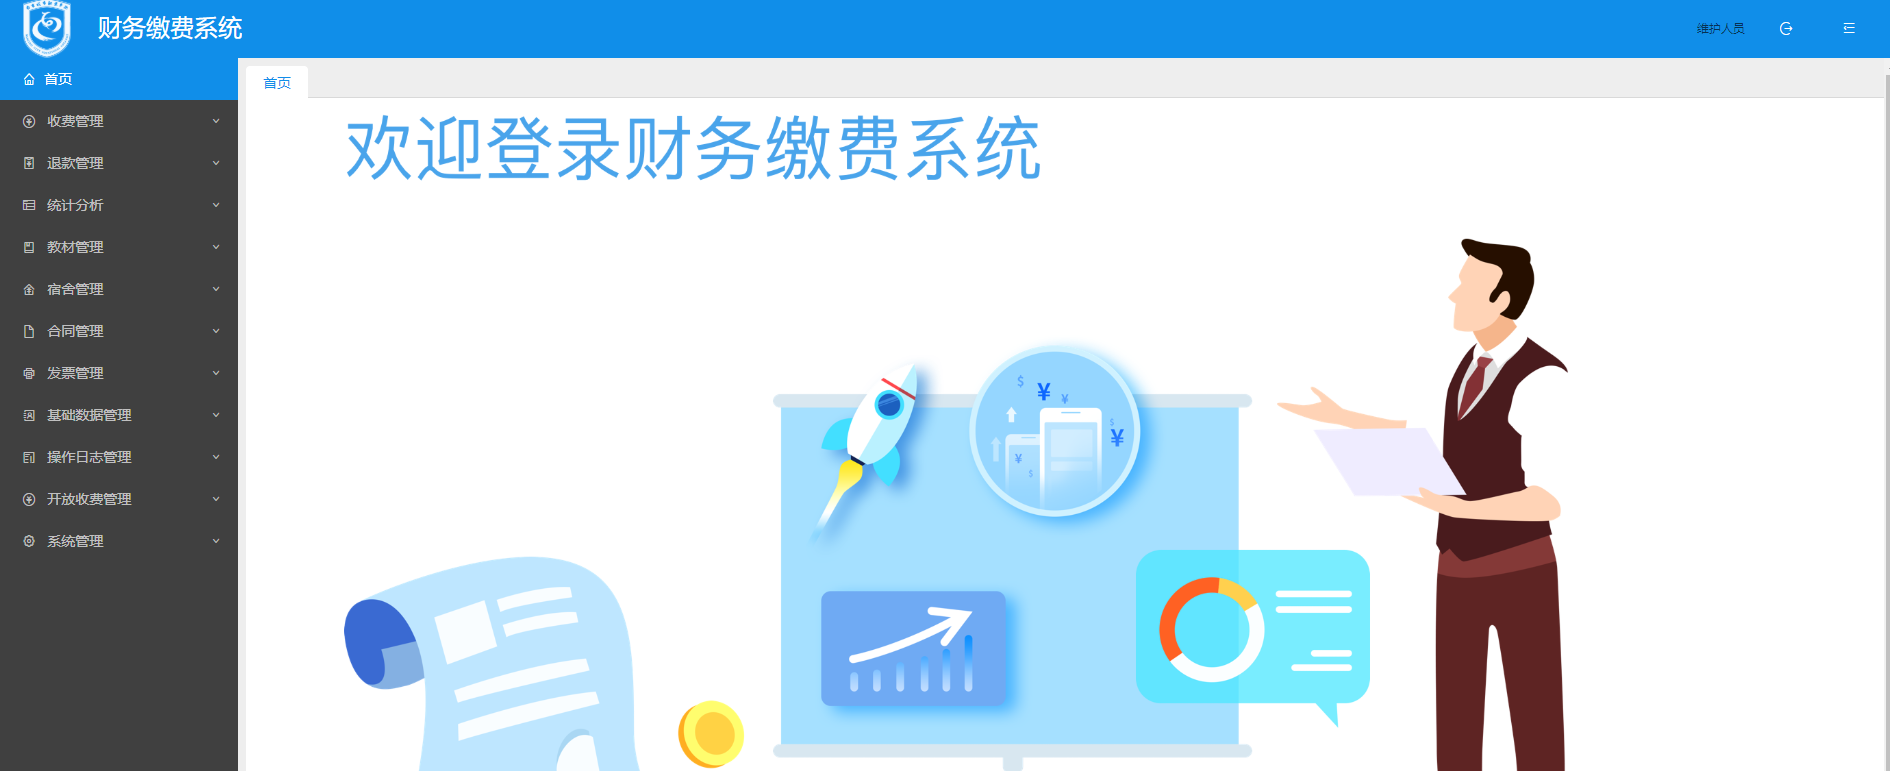 财务缴费系统
维护人员
首页
首页
收费管理
退款管理
统计分析
教材管理
宿舍管理
合同管理
发票管理
基础数据管理
操作日志管理
开放收费管理
系统管理
欢迎登录财务缴费系统
$ ¥ ¥
$ ¥
¥ $